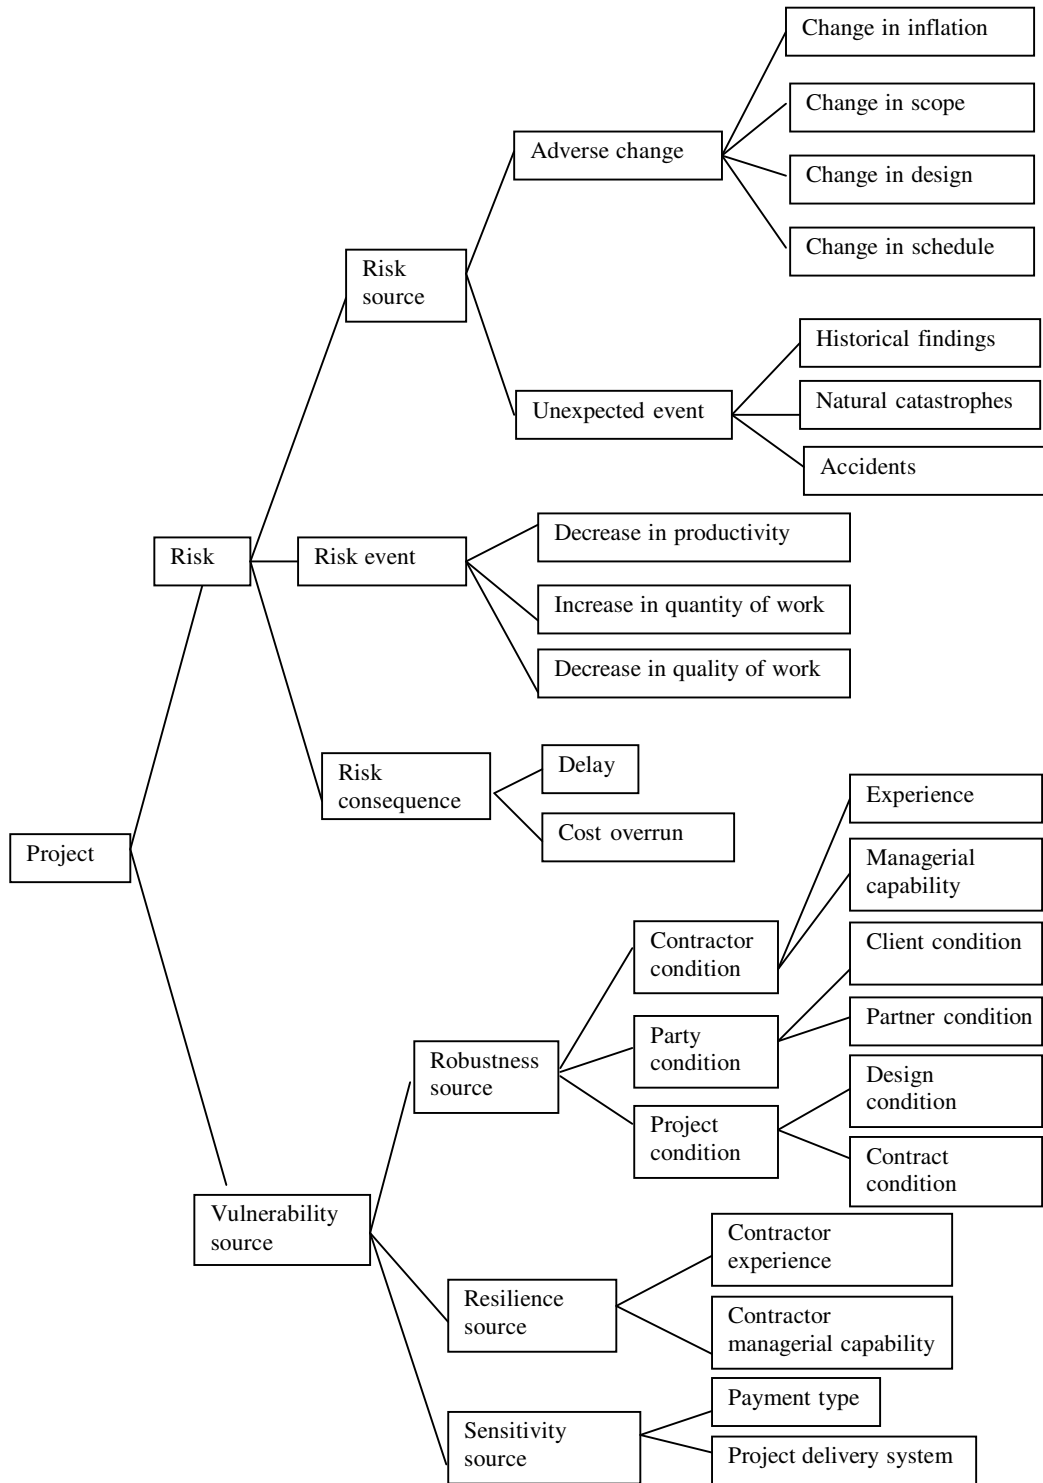 Change in inflation
Change in scope
Adverse change
Change in design
Change in schedule
Risk
source
Historical findings
Natural catastrophes
Unexpected event
Accidents
Decrease in productivity
Risk
Risk event
Increase in quantity of work
Decrease in quality of work
Delay
Risk
consequence
Experience
Cost overrun
Project
Managerial
capability
Contractor
condition
Client condition
Partner condition
Party
condition
Robustness
source
Design
condition
Project
condition
Contract
condition
Vulnerability
source
Contractor
experience
Resilience
source
Contractor
managerial capability
Payment type
Sensitivity
source
Project delivery system